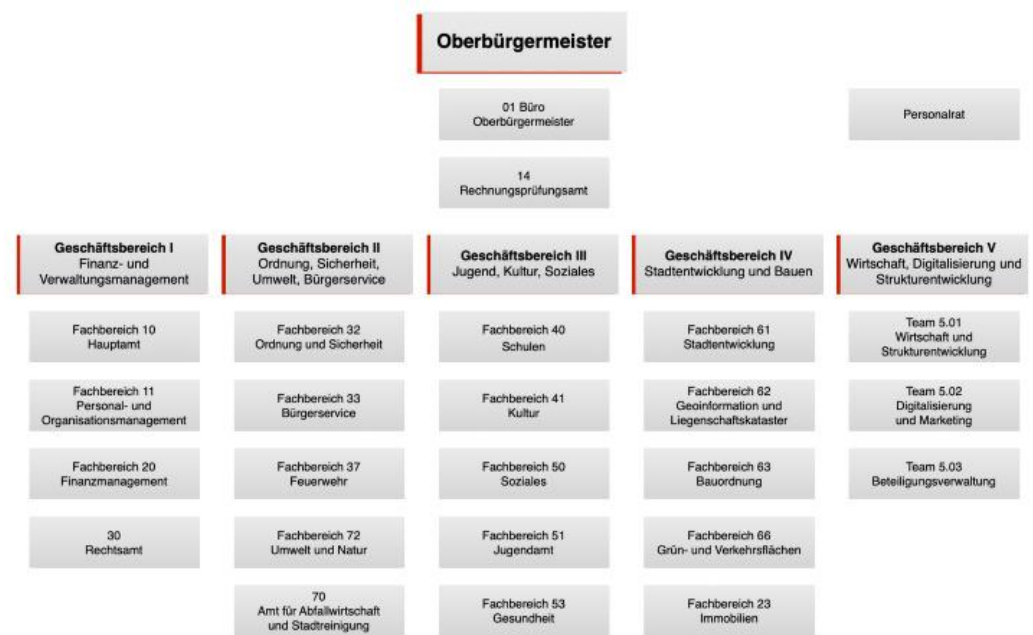 Oberbürgermeister
01 Büro
Oberbürgermeister
Personalrat
14
Rechnungsprüfungsamt
Geschäftsbereich I
Finanz- und
Verwaltungsmanagement
Geschäftsbereich II
Ordnung, Sicherheit,
Umwelt, Bürgerservice
Geschäftsbereich III
Jugend, Kultur, Soziales
Geschäftsbereich IV
Stadtentwicklung und Bauen
Geschäftsbereich V
Wirtschaft, Digitalisierung und
Strukturentwicklung
Fachbereich 10
Hauptamt
Fachbereich 32
Ordnung und Sicherheit
Fachbereich 40
Schulen
Fachbereich 61
Stadtentwicklung
Team 5.01
Wirtschaft und
Strukturentwicklung
Fachbereich 11
Personal- und
Organisationsmanagement
Fachbereich 33
Bürgerservice
Fachbereich 41
Kultur
Fachbereich 62
Geoinformation und
Liegenschaftskataster
Team 5.02
Digitalisierung
und Marketing
Fachbereich 20
Finanzmanagement
Fachbereich 37
Feuerwehr
Fachbereich 50
Soziales
Fachbereich 63
Bauordnung
Team 5.03
Beteiligungsverwaltung
30
Rechtsamt
Fachbereich 72
Umwelt und Natur
Fachbereich 51
Jugendamt
Fachbereich 66
Grün- und Verkehrsflächen
70
Amt für Abfallwirtschaft
und Stadtreinigung
Fachbereich 53
Gesundheit
Fachbereich 23
Immobilien